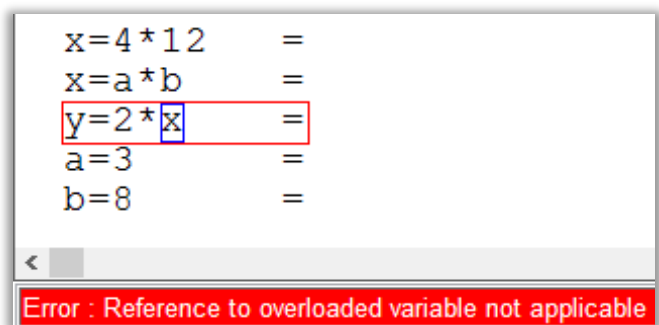 x=4*12 =
x=a*b =
y=2*x =
a=3 =
b=8 =
Error : Reference to overloaded variable not applicable